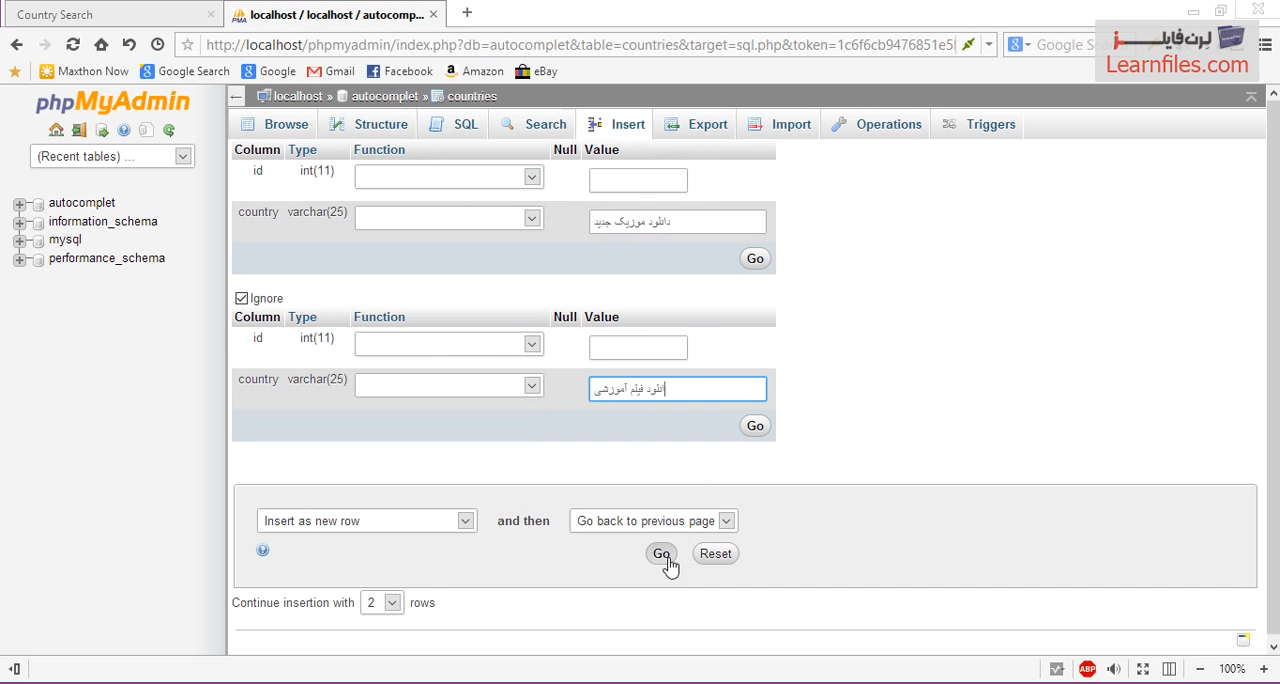 Country Search
localhost / localhost / autocomp...
http://localhost/phpmyadmin/index.php?db=autocomplet&table=countries&target=sql.php&token=1c6f6cb9476851e5
Google
لِرن‌فایلــز
Learnfiles.com
Maxthon Now Google Search Google Gmail Facebook Amazon eBay
phpMyAdmin
(Recent tables) ...
autocomplet
information_schema
mysql
performance_schema
localhost » autocomplet » countries
Browse Structure SQL Search Insert Export Import Operations Triggers
Column Type Function Null Value
id int(11)
country varchar(25) دانلود موزیک جدید
Go
Ignore
Column Type Function Null Value
id int(11)
country varchar(25) انلود فیلم آموزشی
Go
Insert as new row and then Go back to previous page
Go Reset
Continue insertion with 2 rows
ABP 100%